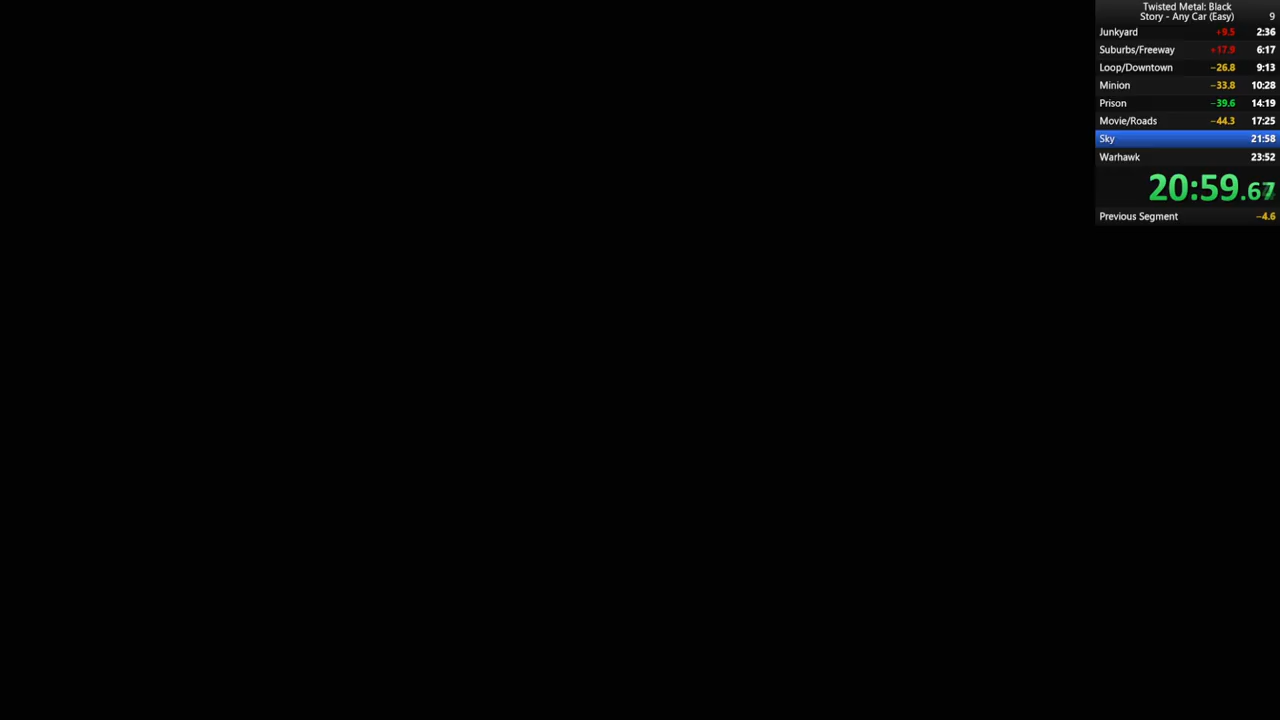 Twisted Metal: Black
Story - Any Car (Easy) 9
Junkyard +9.5 2:36
Suburbs/Freeway +17.9 6:17
Loop/Downtown −26.8 9:13
Minion −33.8 10:28
Prison −39.6 14:19
Movie/Roads −44.3 17:25
Sky 21:58
Warhawk 23:52
20:59.67
Previous Segment −4.6